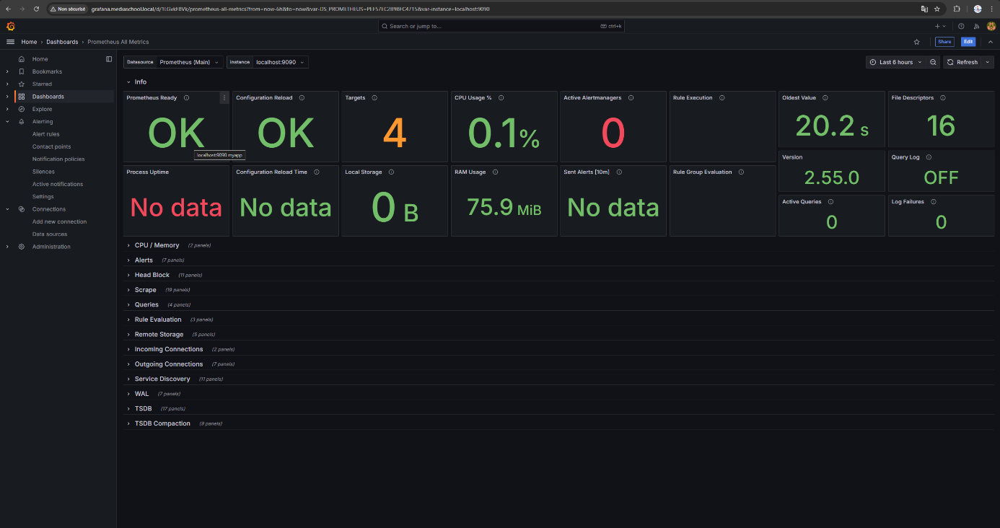 Non sécurisé
grafana.mediaschool.local/d/1LGvkFBVk/prometheus-all-metrics?from=now-6h&to=now&var-DS_PROMETHEUS=PEF57EC2B9BFC4715&var-instance=localhost:9090
Search or jump to...
ctrl+k
Home
Dashboards
Prometheus All Metrics
Share
Edit
Home
Bookmarks
Starred
Dashboards
Explore
Alerting
Alert rules
Contact points
Notification policies
Silences
Active notifications
Settings
Connections
Add new connection
Data sources
Administration
Datasource
Prometheus (Main)
Instance
localhost:9090
Last 6 hours
Refresh
Info
Prometheus Ready
OK
localhost:9090 myapp
Configuration Reload
OK
Targets
4
CPU Usage %
0.1%
Active Alertmanagers
0
Rule Execution
Oldest Value
20.2 s
File Descriptors
16
Version
2.55.0
Query Log
OFF
Process Uptime
No data
Configuration Reload Time
No data
Local Storage
0 B
RAM Usage
75.9 MiB
Sent Alerts [10m]
No data
Rule Group Evaluation
Active Queries
0
Log Failures
0
CPU / Memory (2 panels)
Alerts (7 panels)
Head Block (11 panels)
Scrape (19 panels)
Queries (4 panels)
Rule Evaluation (3 panels)
Remote Storage (5 panels)
Incoming Connections (2 panels)
Outgoing Connections (7 panels)
Service Discovery (11 panels)
WAL (7 panels)
TSDB (17 panels)
TSDB Compaction (9 panels)